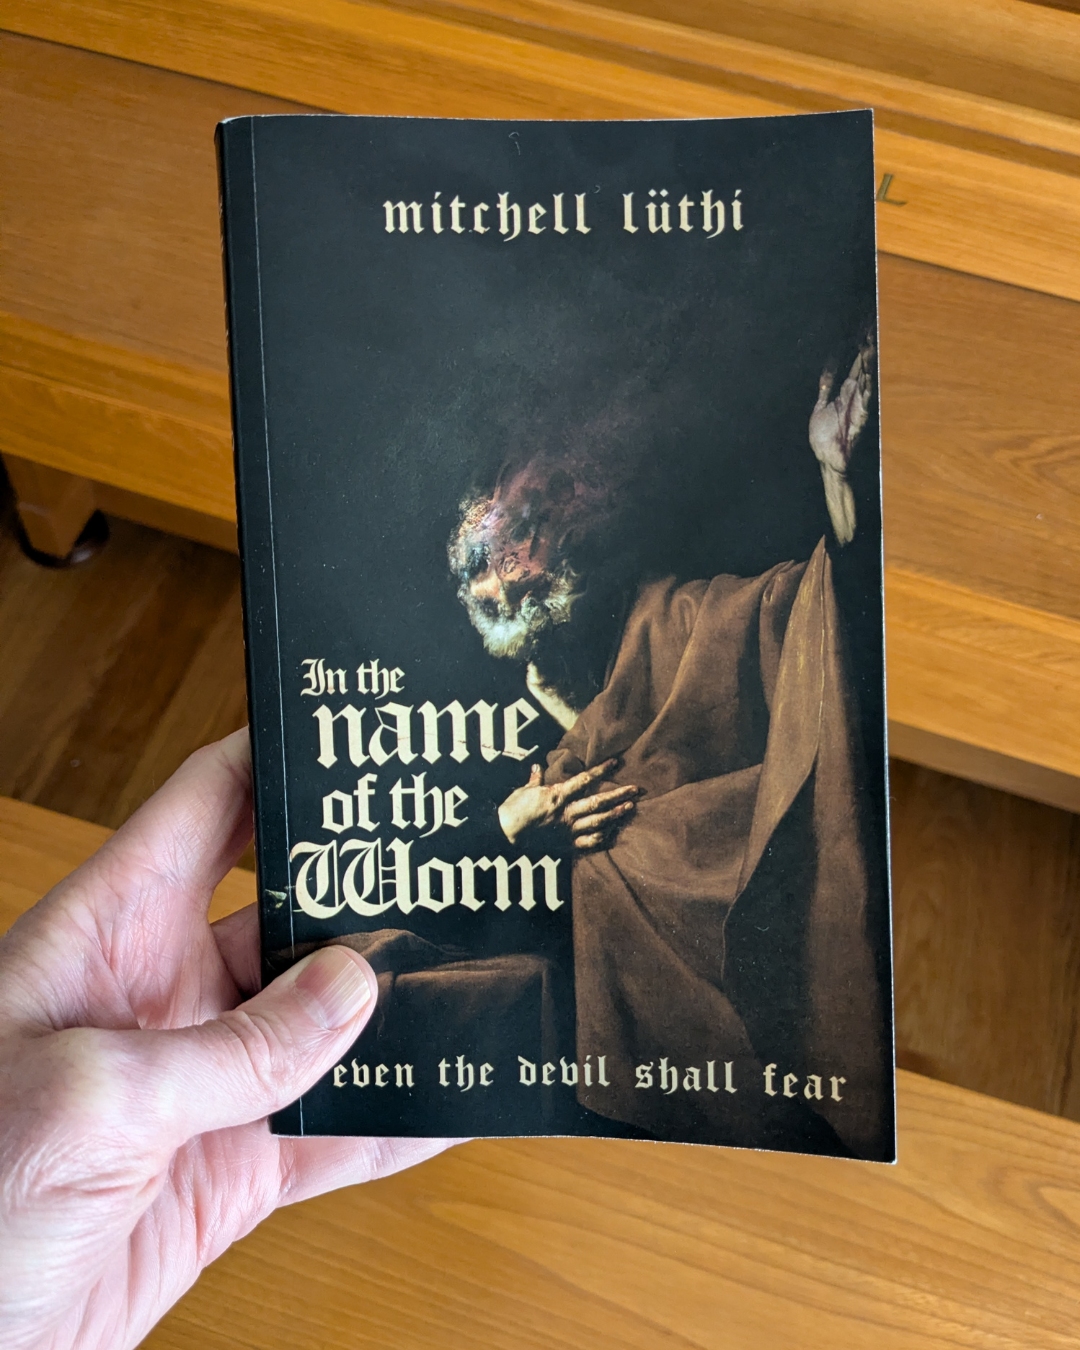 mitchell lüthi
In the
name
of the
Worm
even the devil shall fear
L